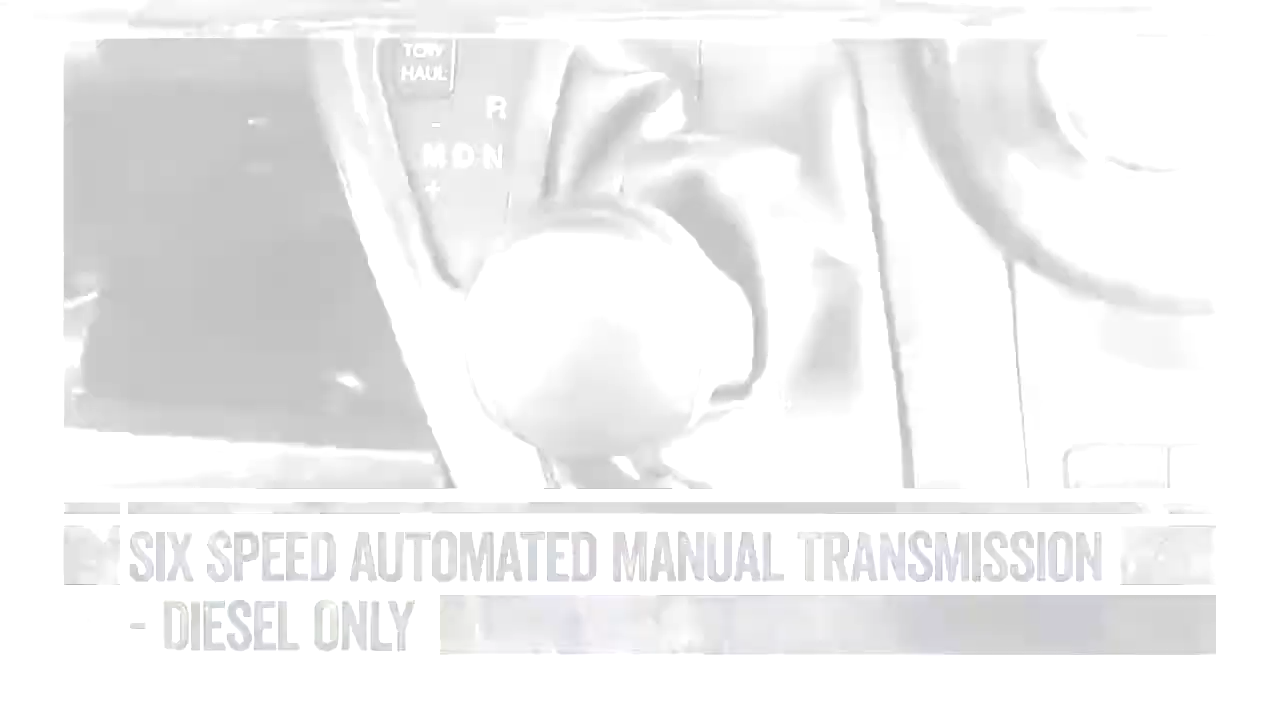 TOW
HAUL
R
-
M D N
+
SIX SPEED AUTOMATED MANUAL TRANSMISSION
- DIESEL ONLY